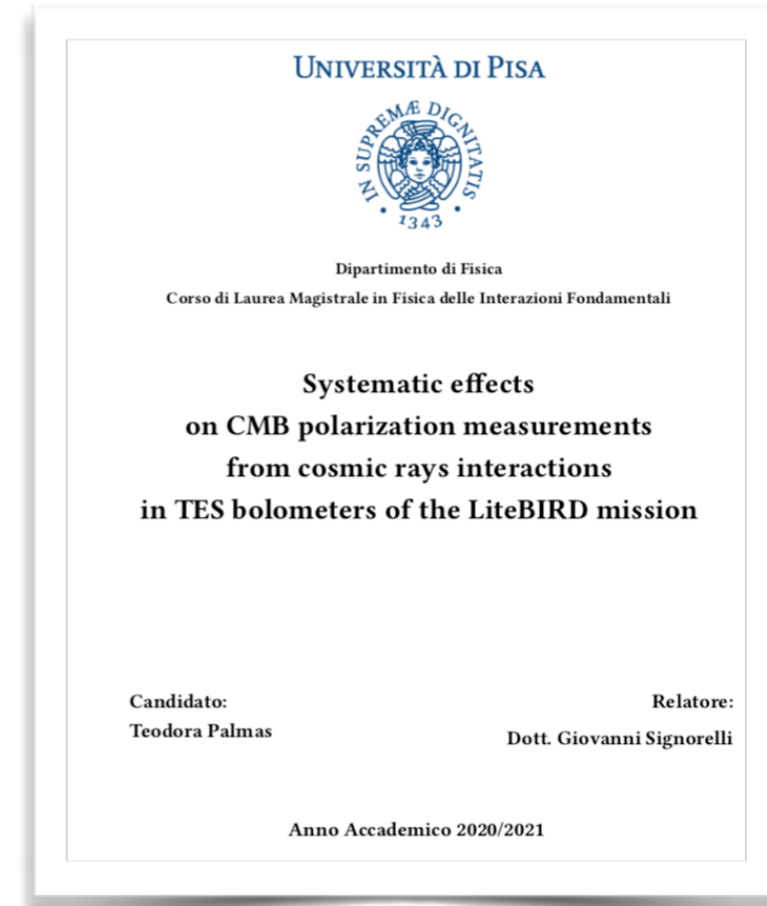 UNIVERSITÀ DI PISA
IN SUPREMÆ DIGNITATIS
• 1343 •
Dipartimento di Fisica
Corso di Laurea Magistrale in Fisica delle Interazioni Fondamentali
Systematic effects
on CMB polarization measurements
from cosmic rays interactions
in TES bolometers of the LiteBIRD mission
Candidato:
Teodora Palmas
Relatore:
Dott. Giovanni Signorelli
Anno Accademico 2020/2021